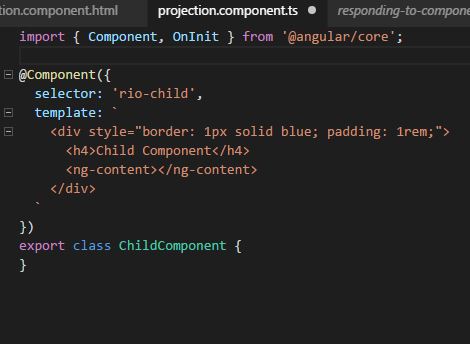 tion.component.html projection.component.ts ● responding-to-compone
import { Component, OnInit } from '@angular/core';
@Component({
selector: 'rio-child',
template: `
<div style="border: 1px solid blue; padding: 1rem;">
<h4>Child Component</h4>
<ng-content></ng-content>
</div>
`
})
export class ChildComponent {
}